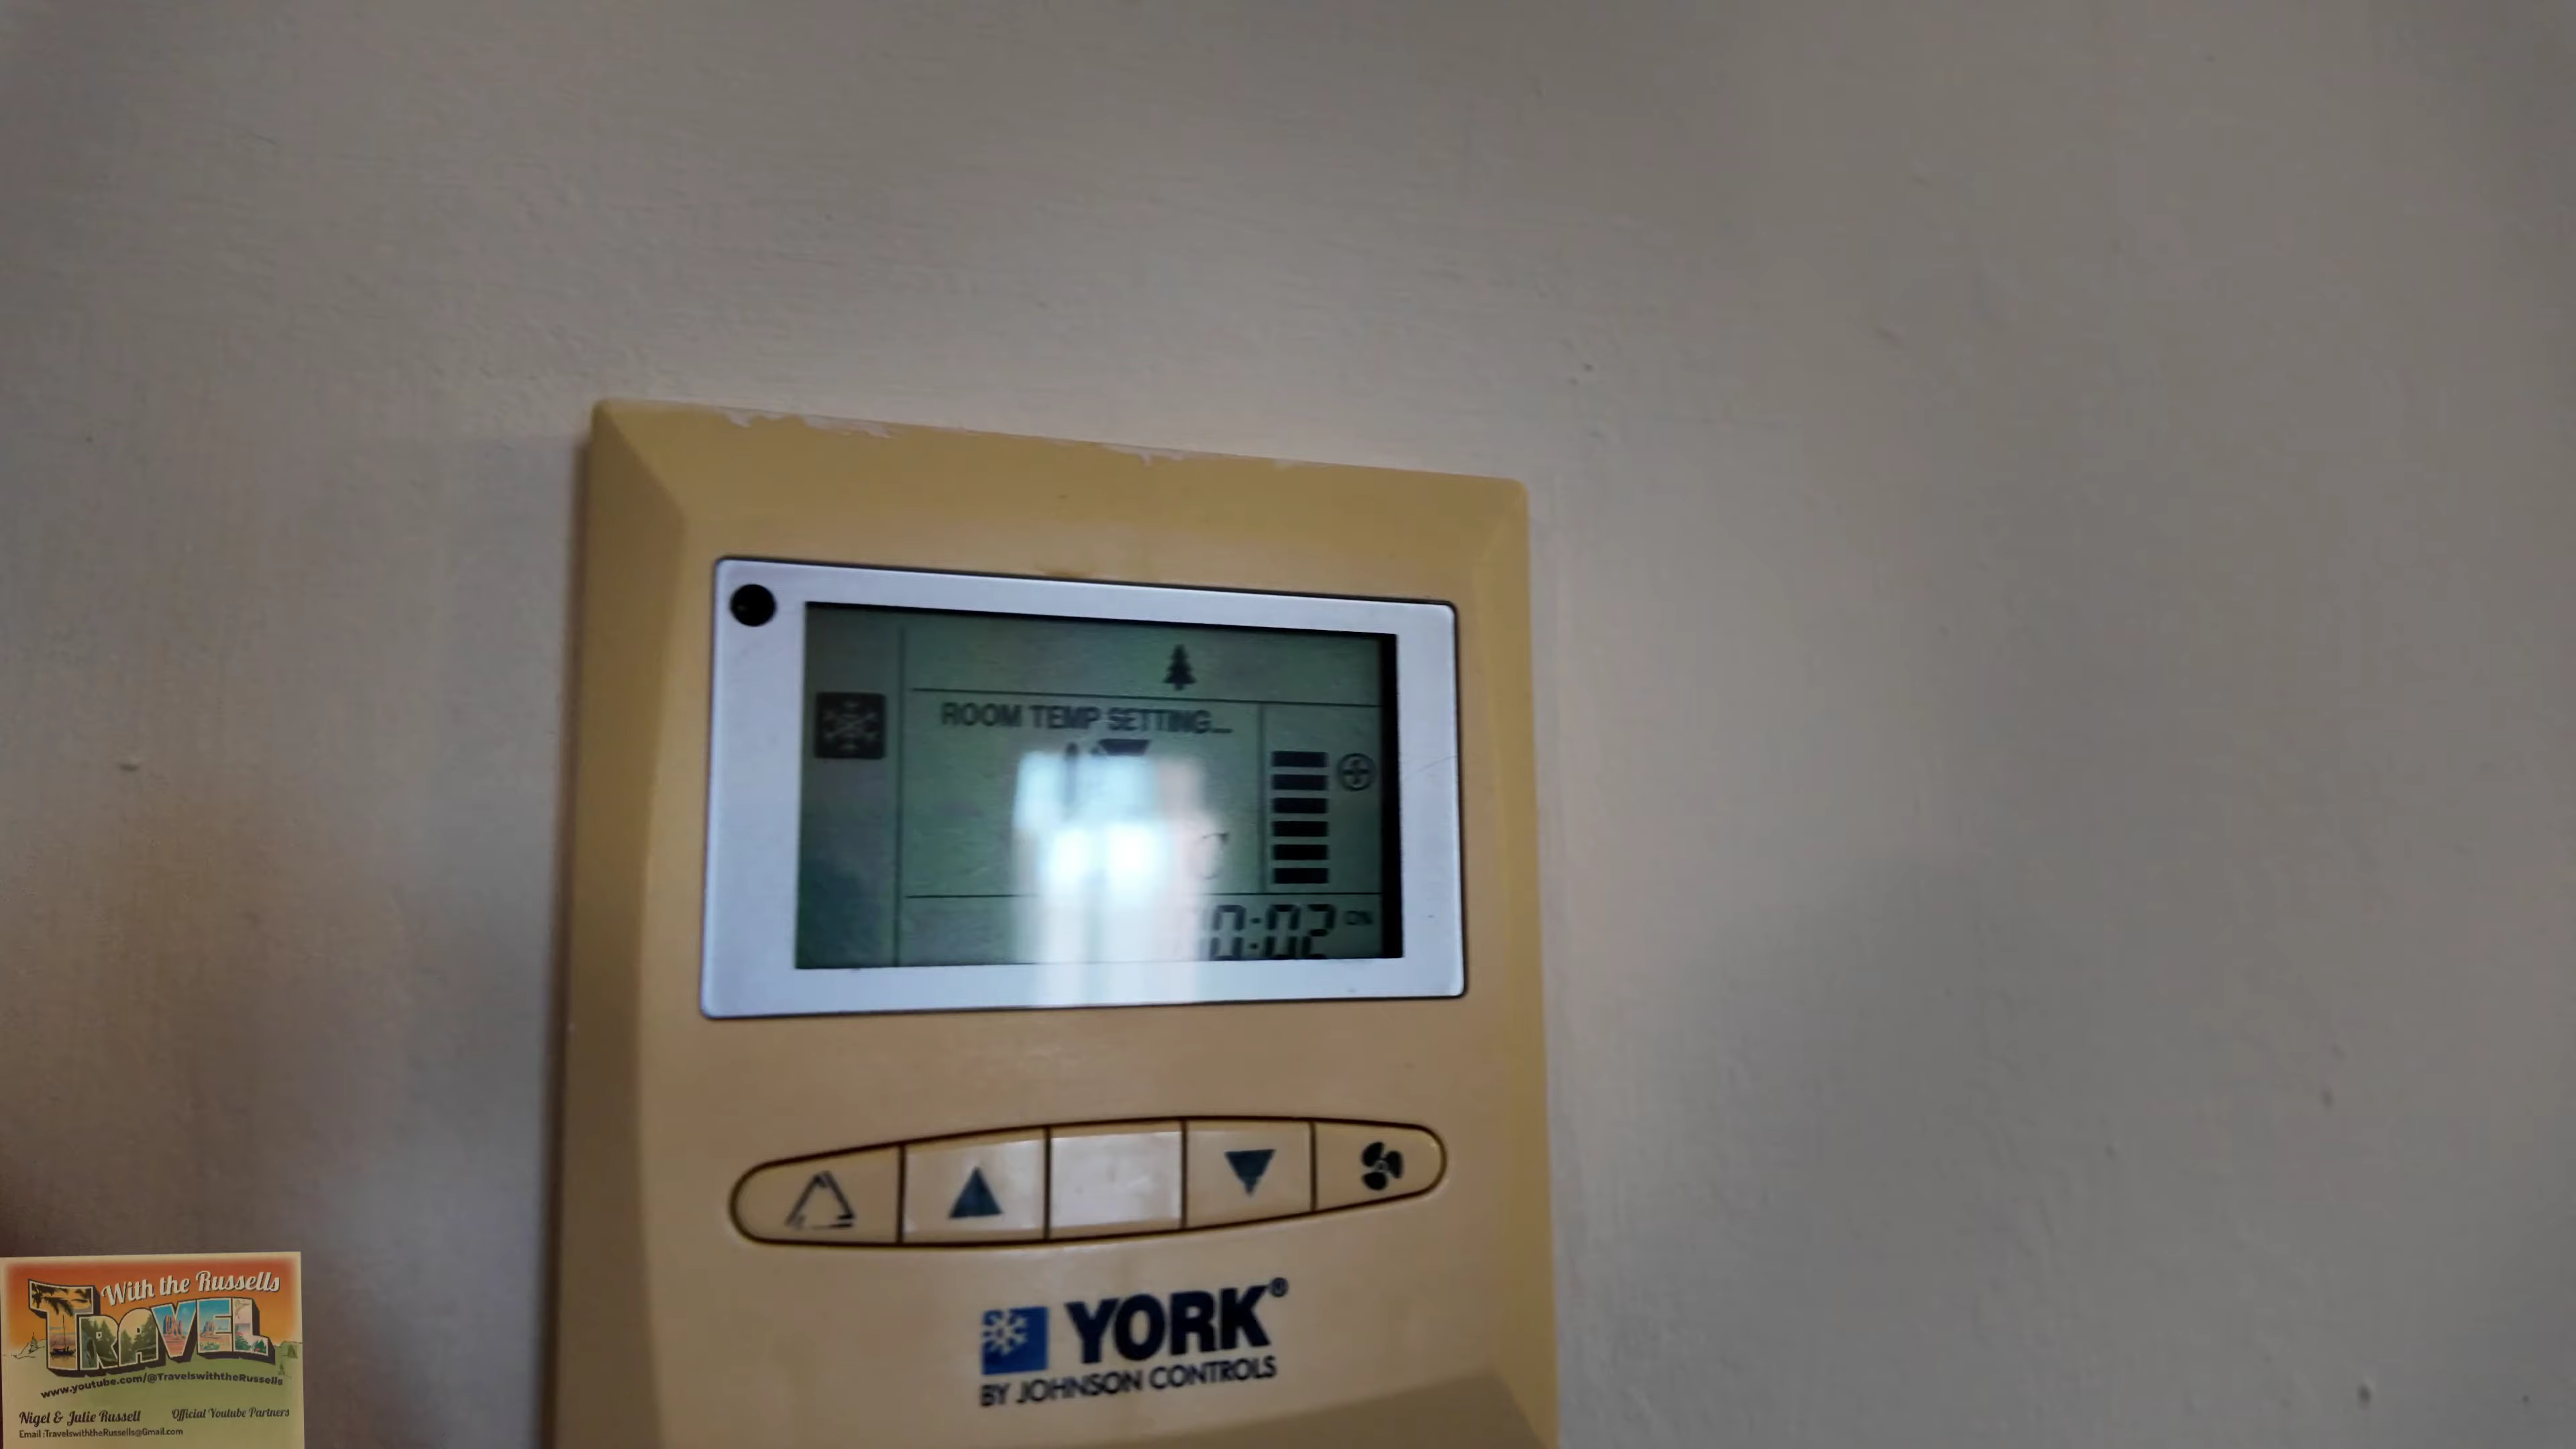 ROOM TEMP SETTING...
0:02 ON
YORK®
BY JOHNSON CONTROLS
With the Russells
TRAVEL
www.youtube.com/@TravelswiththeRussells
Nigel & Julie Russell Official Youtube Partners
Email :TravelswiththeRussells@Gmail.com